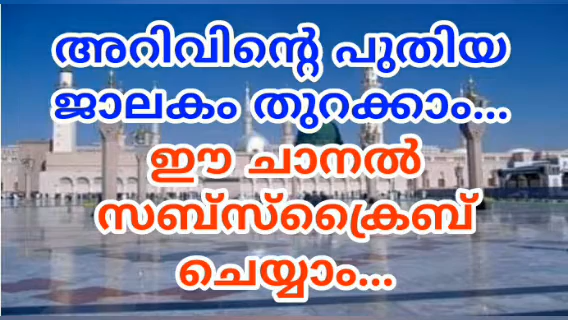 അറിവിന്റെ പുതിയ
ജാലകം തുറക്കാം...
ഈ ചാനൽ
സബ്സ്ക്രൈബ്
ചെയ്യാം...